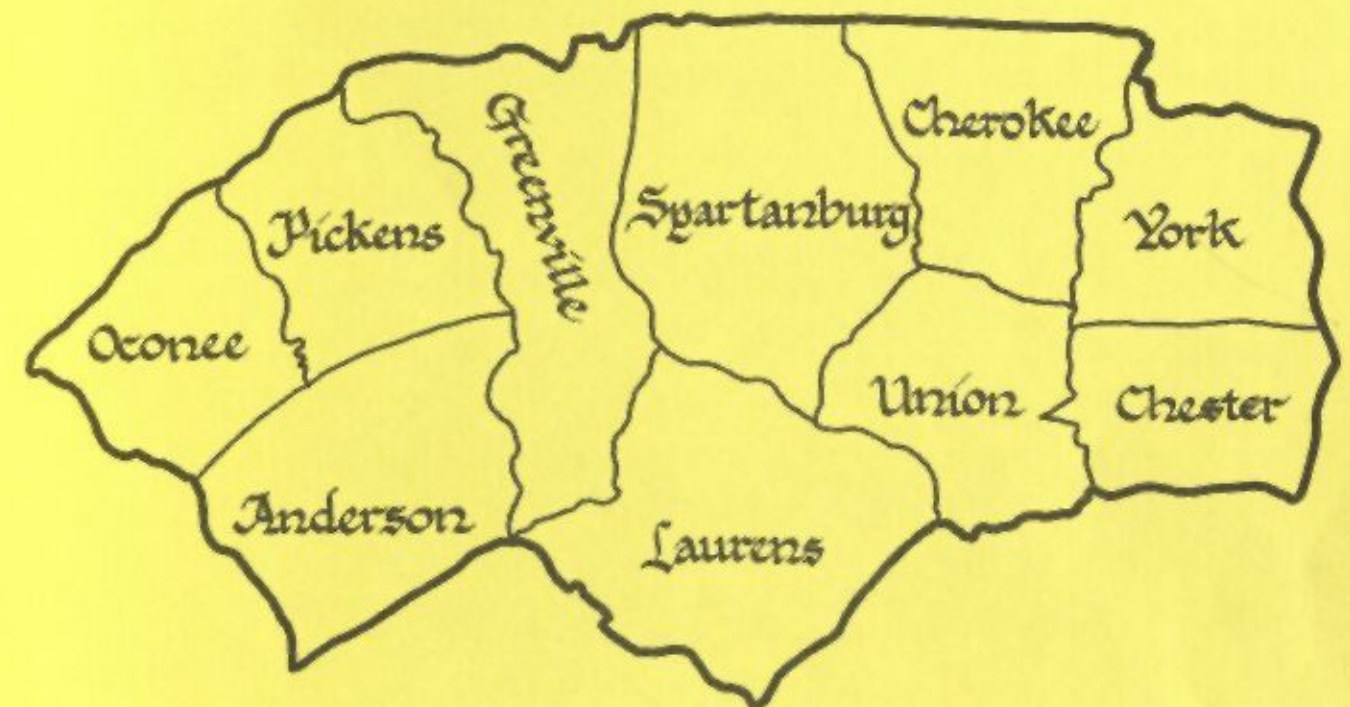 Cherokee
Greenville
Spartanburg
Pickens
York
Oconee
Union
Chester
Anderson
Laurens